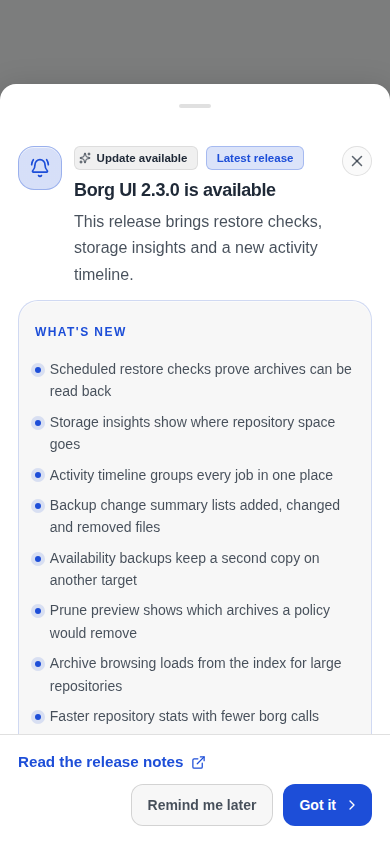 Update available
Latest release
Borg UI 2.3.0 is available
This release brings restore checks,
storage insights and a new activity
timeline.
WHAT'S NEW
Scheduled restore checks prove archives can be
read back
Storage insights show where repository space
goes
Activity timeline groups every job in one place
Backup change summary lists added, changed
and removed files
Availability backups keep a second copy on
another target
Prune preview shows which archives a policy
would remove
Archive browsing loads from the index for large
repositories
Faster repository stats with fewer borg calls
Read the release notes
Remind me later
Got it